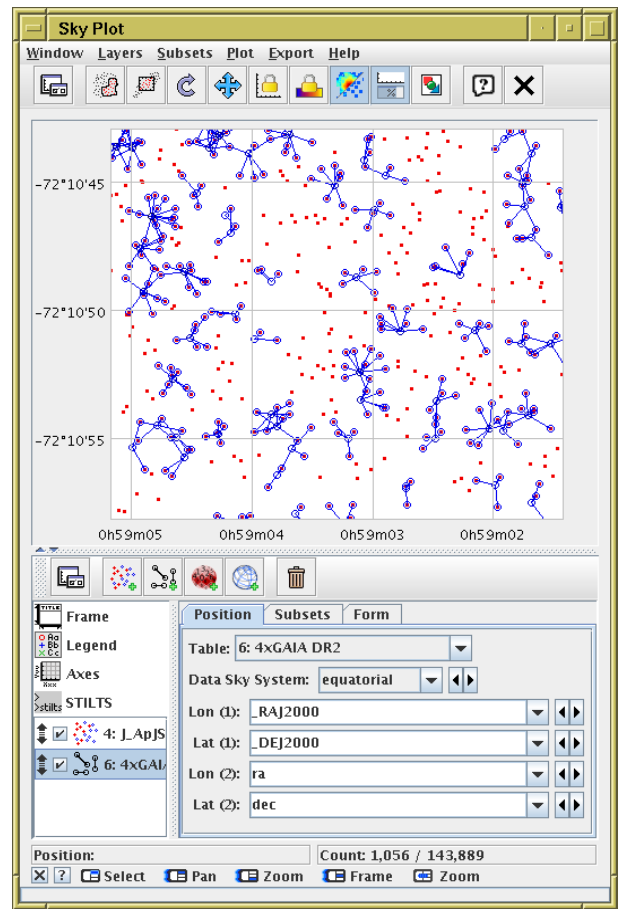 Sky Plot
Window Layers Subsets Plot Export Help
-72°10'45
-72°10'50
-72°10'55
0h59m05 0h59m04 0h59m03 0h59m02
Frame
Legend
Axes
STILTS
4: J_ApJS
6: 4xGAI
Position Subsets Form
Table: 6: 4xGAIA DR2
Data Sky System: equatorial
Lon (1): _RAJ2000
Lat (1): _DEJ2000
Lon (2): ra
Lat (2): dec
Position: Count: 1,056 / 143,889
Select Pan Zoom Frame Zoom